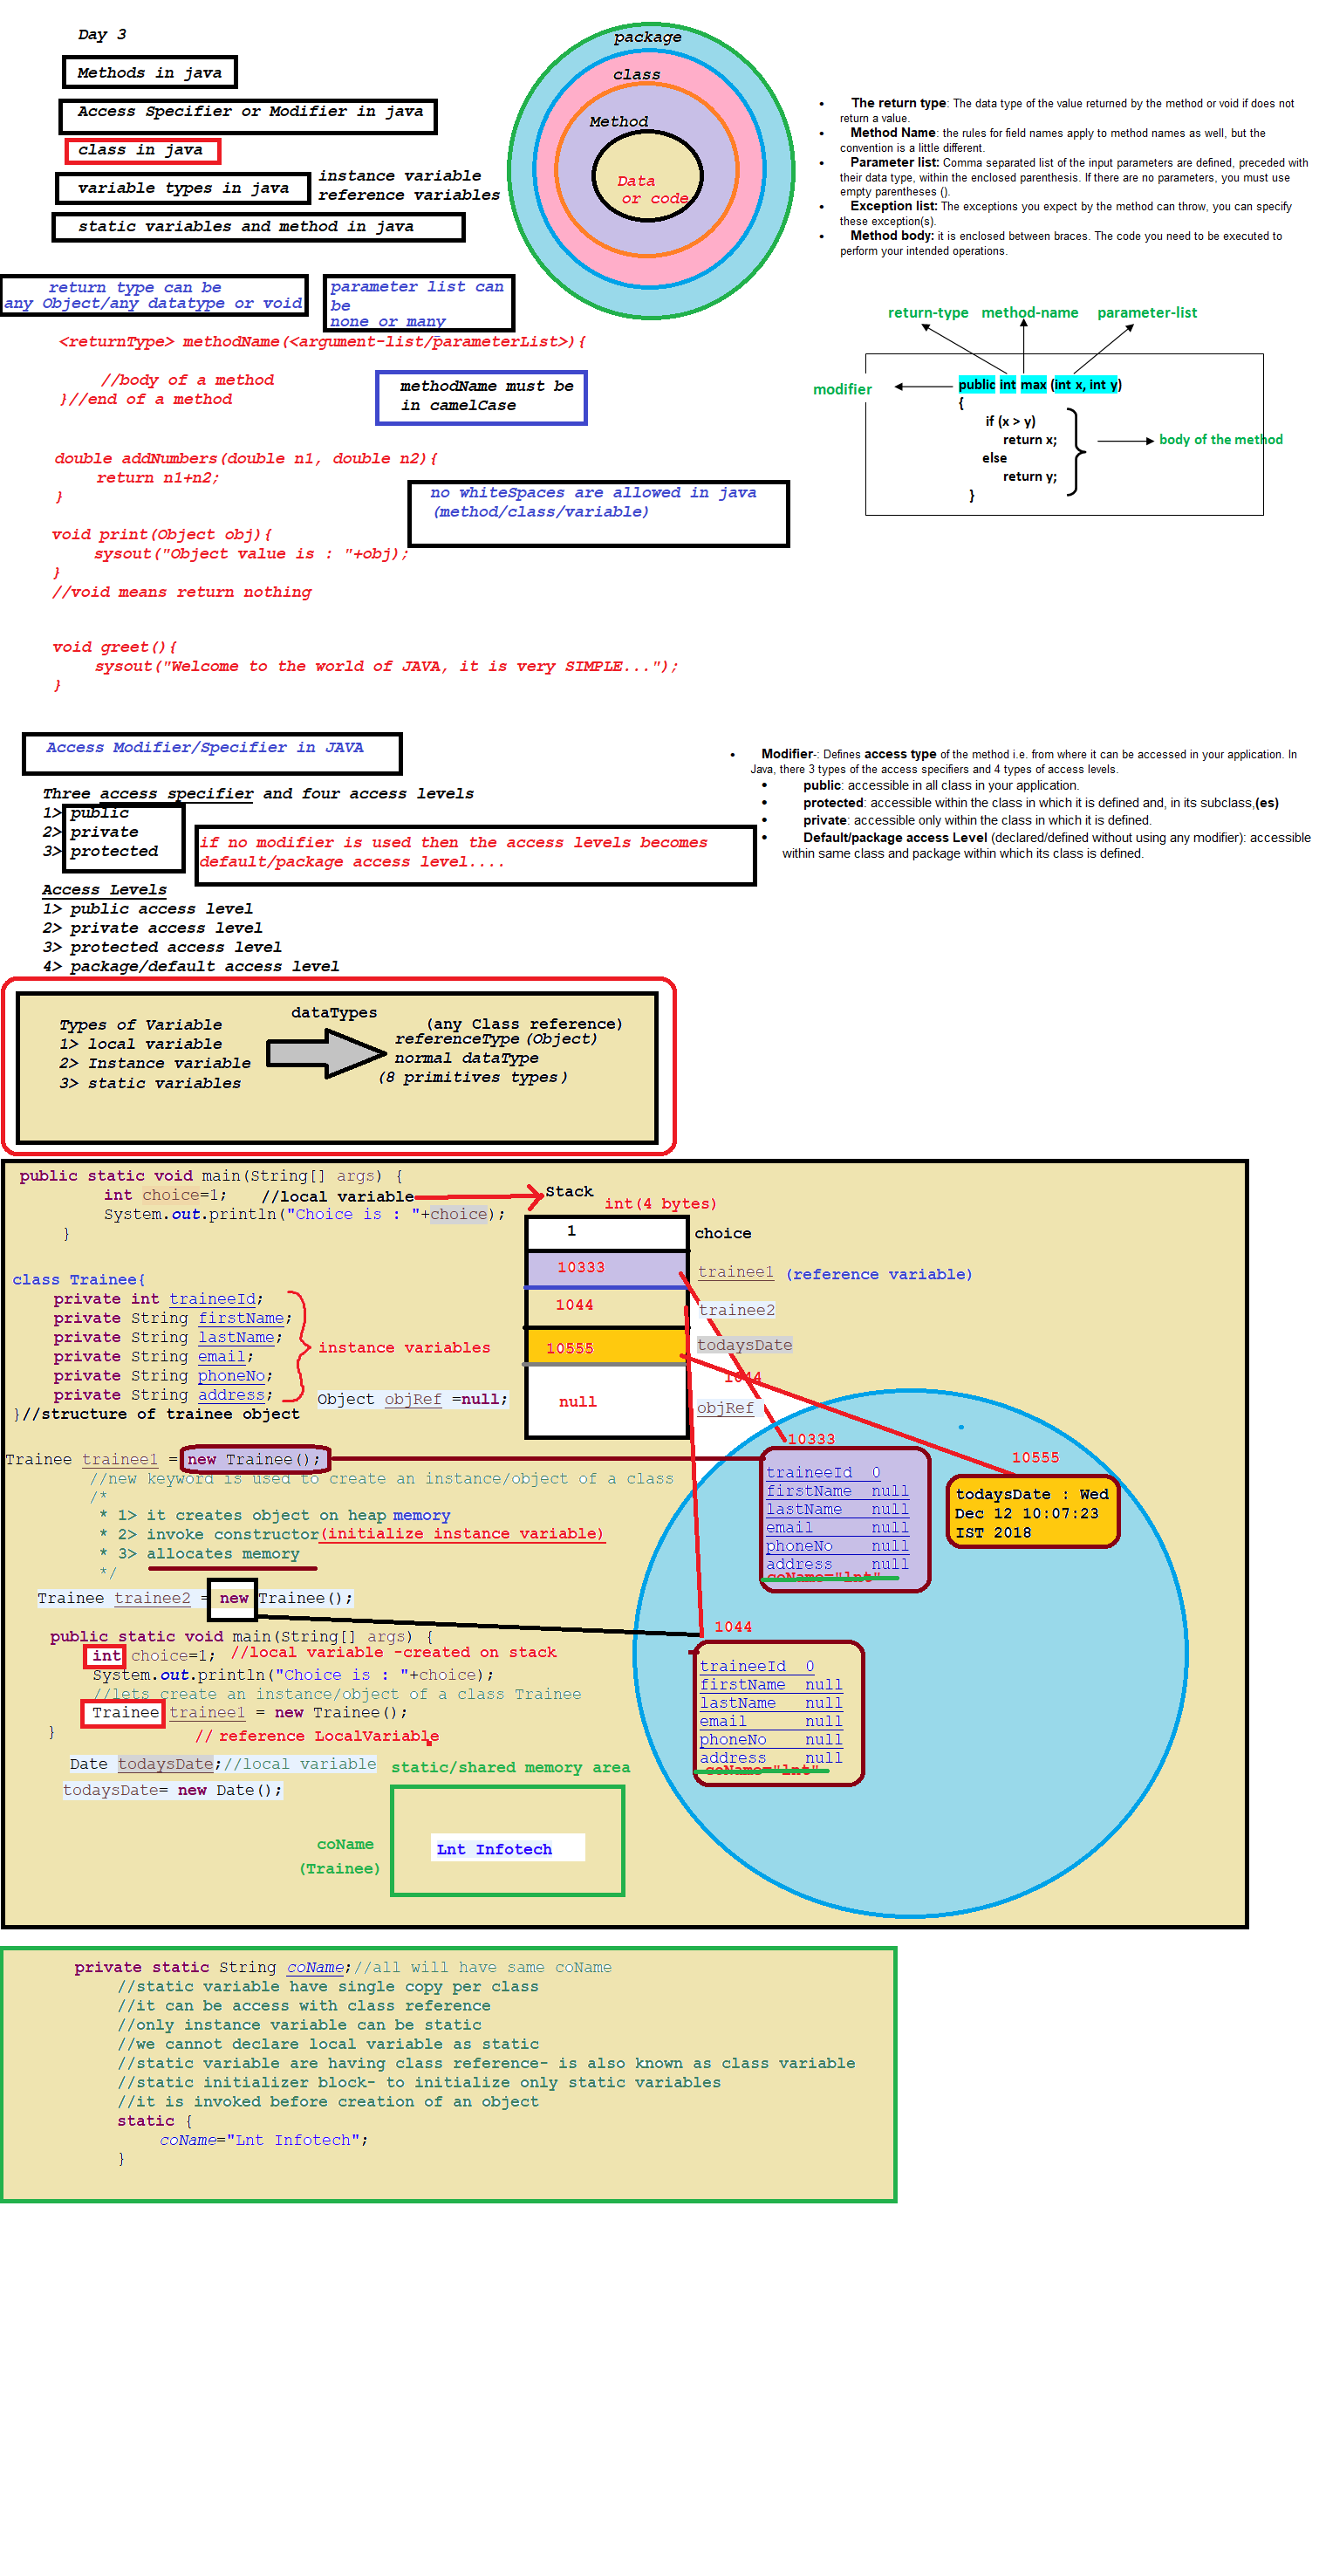 Day 3
Methods in java
Access Specifier or Modifier in java
class in java
variable types in java
instance variable
reference variables
static variables and method in java
package
class
Method
Data
or code
• The return type: The data type of the value returned by the method or void if does not
return a value.
• Method Name: the rules for field names apply to method names as well, but the
convention is a little different.
• Parameter list: Comma separated list of the input parameters are defined, preceded with
their data type, within the enclosed parenthesis. If there are no parameters, you must use
empty parentheses ().
• Exception list: The exceptions you expect by the method can throw, you can specify
these exception(s).
• Method body: it is enclosed between braces. The code you need to be executed to
perform your intended operations.
return type can be
any Object/any datatype or void
parameter list can
be
none or many
<returnType> methodName(<argument-list/parameterList>){
//body of a method
}//end of a method
methodName must be
in camelCase
double addNumbers(double n1, double n2){
return n1+n2;
}
no whiteSpaces are allowed in java
(method/class/variable)
void print(Object obj){
sysout("Object value is : "+obj);
}
//void means return nothing
void greet(){
sysout("Welcome to the world of JAVA, it is very SIMPLE...");
}
return-type method-name parameter-list
modifier
public int max (int x, int y)
{
if (x > y)
return x;
else
return y;
}
body of the method
Access Modifier/Specifier in JAVA
Three access specifier and four access levels
1> public
2> private
3> protected
if no modifier is used then the access levels becomes
default/package access level....
Access Levels
1> public access level
2> private access level
3> protected access level
4> package/default access level
• Modifier-: Defines access type of the method i.e. from where it can be accessed in your application. In
Java, there 3 types of the access specifiers and 4 types of access levels.
• public: accessible in all class in your application.
• protected: accessible within the class in which it is defined and, in its subclass,(es)
• private: accessible only within the class in which it is defined.
• Default/package access Level (declared/defined without using any modifier): accessible
within same class and package within which its class is defined.
Types of Variable
1> local variable
2> Instance variable
3> static variables
dataTypes
(any Class reference)
referenceType(Object)
normal dataType
(8 primitives types)
public static void main(String[] args) {
int choice=1; //local variable
System.out.println("Choice is : "+choice);
}
Stack
int(4 bytes)
1
choice
10333
trainee1 (reference variable)
1044
trainee2
10555
todaysDate
1044
null
objRef
class Trainee{
private int traineeId;
private String firstName;
private String lastName;
private String email;
private String phoneNo;
private String address;
}//structure of trainee object
instance variables
Object objRef =null;
Trainee trainee1 = new Trainee();
//new keyword is used to create an instance/object of a class
/*
* 1> it creates object on heap memory
* 2> invoke constructor(initialize instance variable)
* 3> allocates memory
*/
Trainee trainee2 = new Trainee();
10333
traineeId 0
firstName null
lastName null
email null
phoneNo null
address null
coName="lnt"
10555
todaysDate : Wed
Dec 12 10:07:23
IST 2018
1044
traineeId 0
firstName null
lastName null
email null
phoneNo null
address null
coName="lnt"
public static void main(String[] args) {
int choice=1; //local variable -created on stack
System.out.println("Choice is : "+choice);
//lets create an instance/object of a class Trainee
Trainee trainee1 = new Trainee();
}
// reference LocalVariable
Date todaysDate;//local variable
todaysDate= new Date();
static/shared memory area
coName
(Trainee)
Lnt Infotech
private static String coName;//all will have same coName
//static variable have single copy per class
//it can be access with class reference
//only instance variable can be static
//we cannot declare local variable as static
//static variable are having class reference- is also known as class variable
//static initializer block- to initialize only static variables
//it is invoked before creation of an object
static {
coName="Lnt Infotech";
}